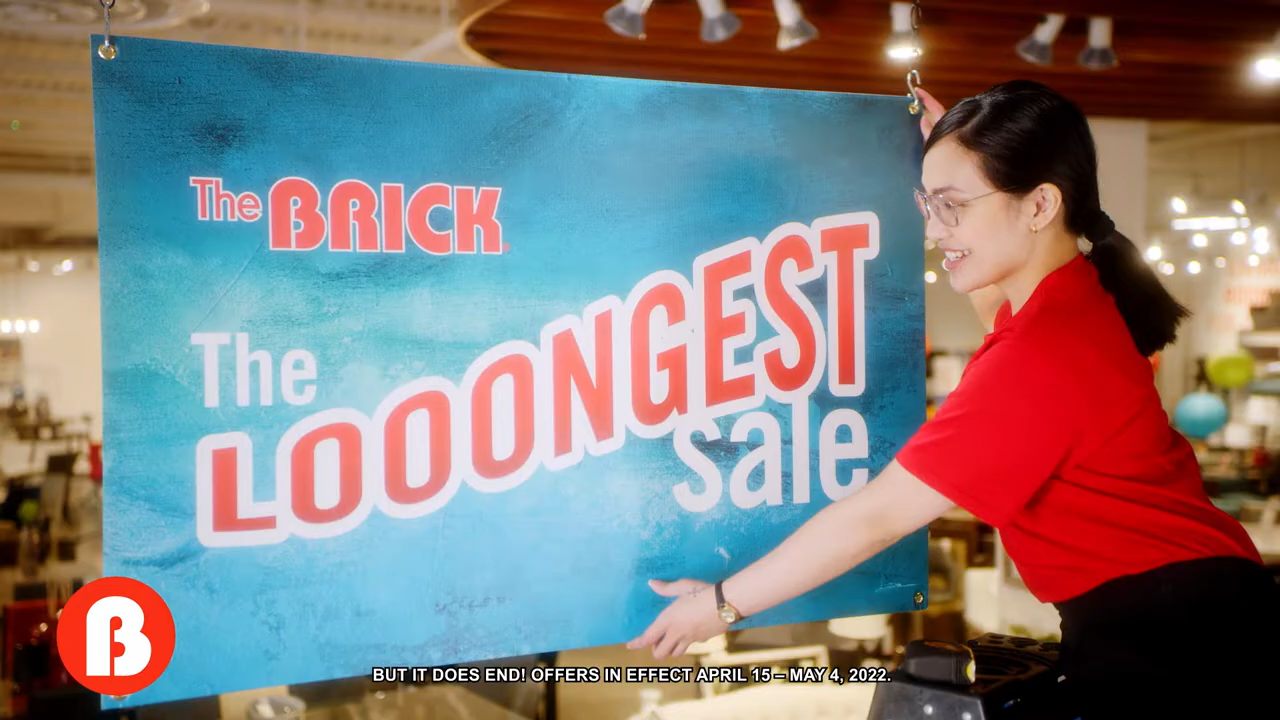 The BRICK.
The
LOOONGEST
sale
B
BUT IT DOES END! OFFERS IN EFFECT APRIL 15 – MAY 4, 2022.